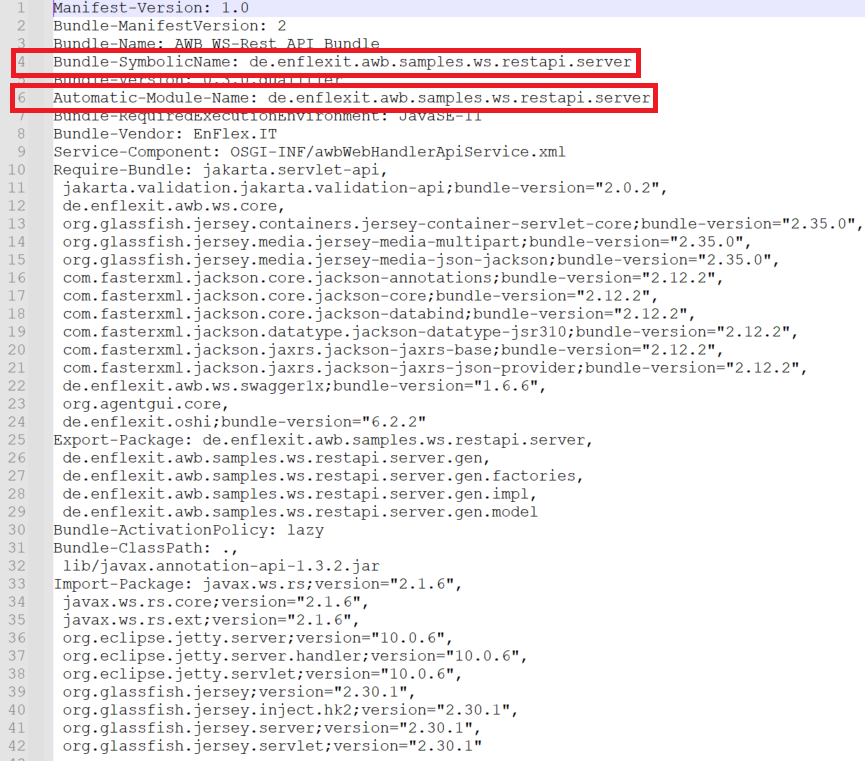 1 Manifest-Version: 1.0
2 Bundle-ManifestVersion: 2
3 Bundle-Name: AWB WS-Rest API Bundle
4 Bundle-SymbolicName: de.enflexit.awb.samples.ws.restapi.server
5 Bundle-Version: 0.3.0.qualifier
6 Automatic-Module-Name: de.enflexit.awb.samples.ws.restapi.server
7 Bundle-RequiredExecutionEnvironment: JavaSE-11
8 Bundle-Vendor: EnFlex.IT
9 Service-Component: OSGI-INF/awbWebHandlerApiService.xml
10 Require-Bundle: jakarta.servlet-api,
11 jakarta.validation.jakarta.validation-api;bundle-version="2.0.2",
12 de.enflexit.awb.ws.core,
13 org.glassfish.jersey.containers.jersey-container-servlet-core;bundle-version="2.35.0",
14 org.glassfish.jersey.media.jersey-media-multipart;bundle-version="2.35.0",
15 org.glassfish.jersey.media.jersey-media-json-jackson;bundle-version="2.35.0",
16 com.fasterxml.jackson.core.jackson-annotations;bundle-version="2.12.2",
17 com.fasterxml.jackson.core.jackson-core;bundle-version="2.12.2",
18 com.fasterxml.jackson.core.jackson-databind;bundle-version="2.12.2",
19 com.fasterxml.jackson.datatype.jackson-datatype-jsr310;bundle-version="2.12.2",
20 com.fasterxml.jackson.jaxrs.jackson-jaxrs-base;bundle-version="2.12.2",
21 com.fasterxml.jackson.jaxrs.jackson-jaxrs-json-provider;bundle-version="2.12.2",
22 de.enflexit.awb.ws.swagger1x;bundle-version="1.6.6",
23 org.agentgui.core,
24 de.enflexit.oshi;bundle-version="6.2.2"
25 Export-Package: de.enflexit.awb.samples.ws.restapi.server,
26 de.enflexit.awb.samples.ws.restapi.server.gen,
27 de.enflexit.awb.samples.ws.restapi.server.gen.factories,
28 de.enflexit.awb.samples.ws.restapi.server.gen.impl,
29 de.enflexit.awb.samples.ws.restapi.server.gen.model
30 Bundle-ActivationPolicy: lazy
31 Bundle-ClassPath: .,
32 lib/javax.annotation-api-1.3.2.jar
33 Import-Package: javax.ws.rs;version="2.1.6",
34 javax.ws.rs.core;version="2.1.6",
35 javax.ws.rs.ext;version="2.1.6",
36 org.eclipse.jetty.server;version="10.0.6",
37 org.eclipse.jetty.server.handler;version="10.0.6",
38 org.eclipse.jetty.servlet;version="10.0.6",
39 org.glassfish.jersey;version="2.30.1",
40 org.glassfish.jersey.inject.hk2;version="2.30.1",
41 org.glassfish.jersey.server;version="2.30.1",
42 org.glassfish.jersey.servlet;version="2.30.1"